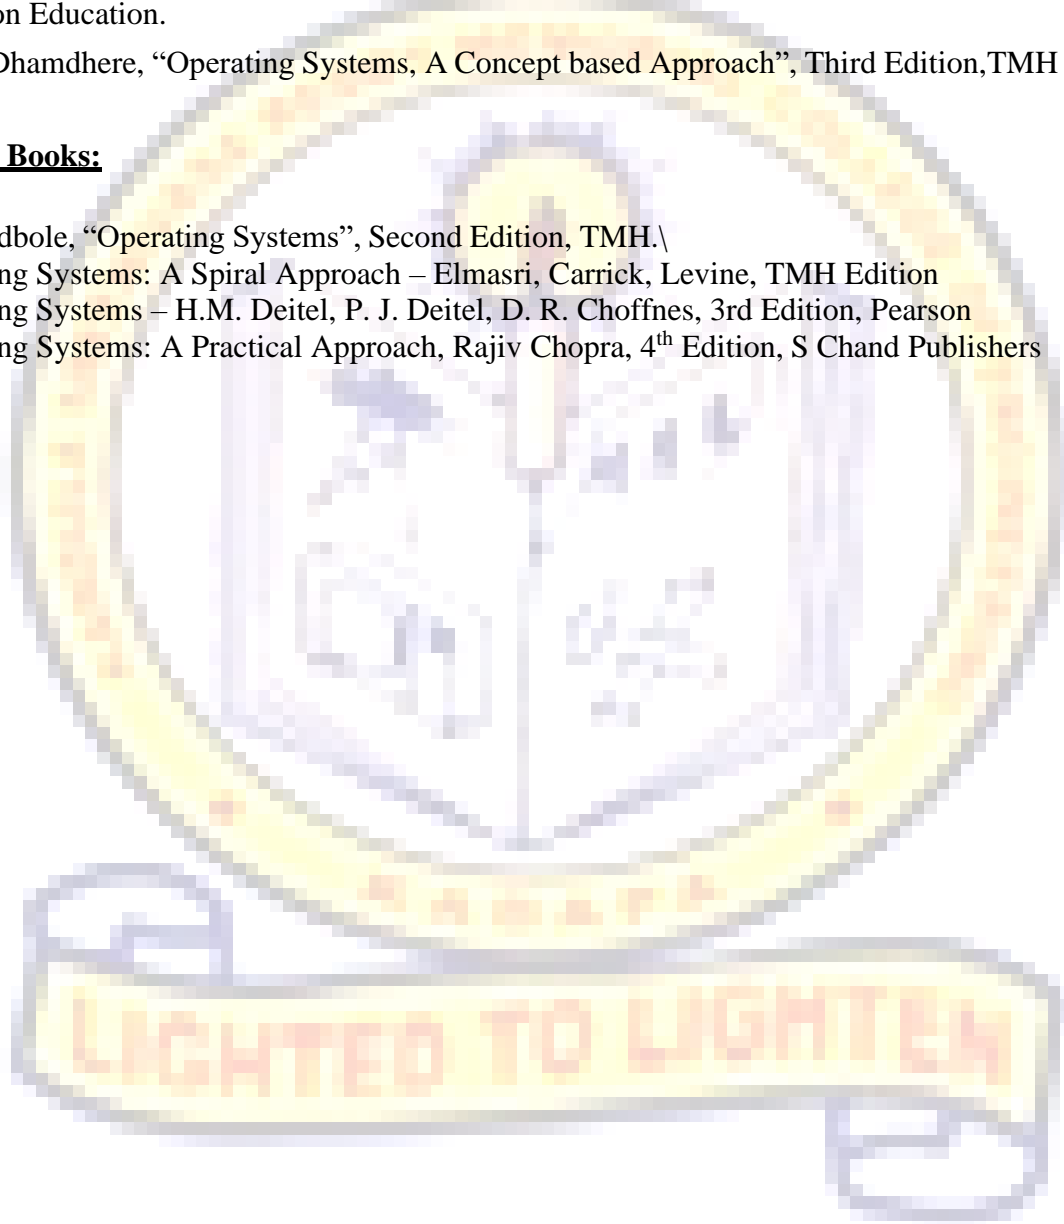 on Education.
Dhamdhere, “Operating Systems, A Concept based Approach”, Third Edition,TMH
Books:
dbole, “Operating Systems”, Second Edition, TMH.\
ng Systems: A Spiral Approach – Elmasri, Carrick, Levine, TMH Edition
ng Systems – H.M. Deitel, P. J. Deitel, D. R. Choffnes, 3rd Edition, Pearson
ng Systems: A Practical Approach, Rajiv Chopra, 4th Edition, S Chand Publishers
LIGHTED TO LIGHTEN